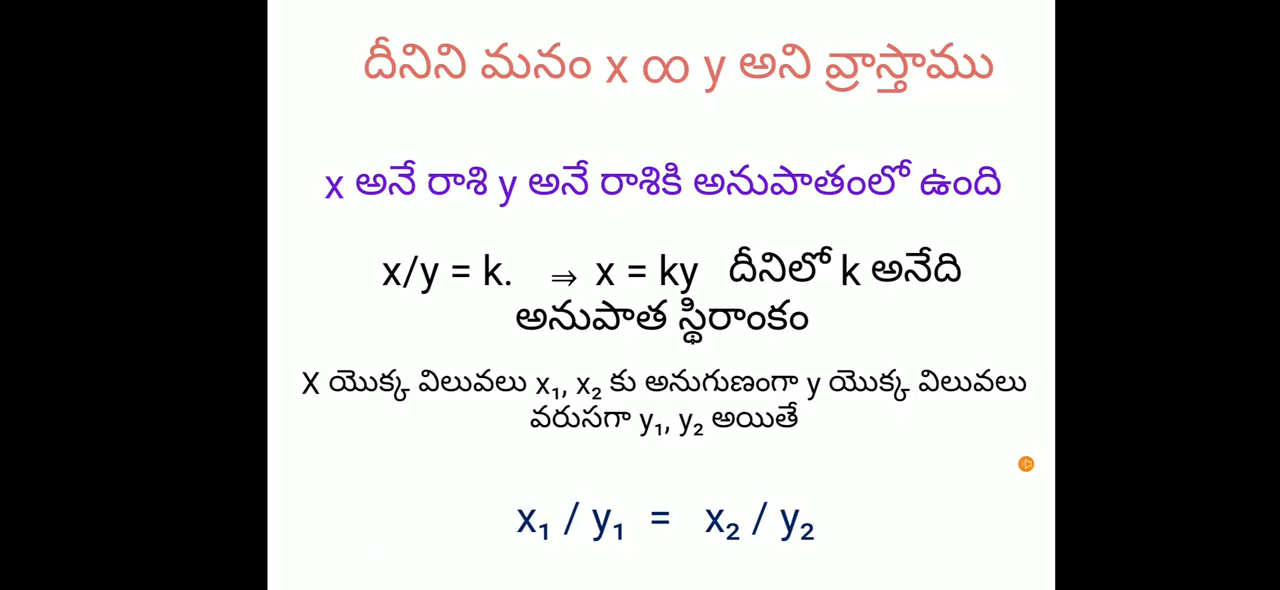 దీనిని మనం x ꝏ y అని వ్రాస్తాము
x అనే రాశి y అనే రాశికి అనుపాతంలో ఉంది
x/y = k. ⇒ x = ky దీనిలో k అనేది
అనుపాత స్థిరాంకం
X యొక్క విలువలు x₁, x₂ కు అనుగుణంగా y యొక్క విలువలు
వరుసగా y₁, y₂ అయితే
x₁ / y₁ = x₂ / y₂